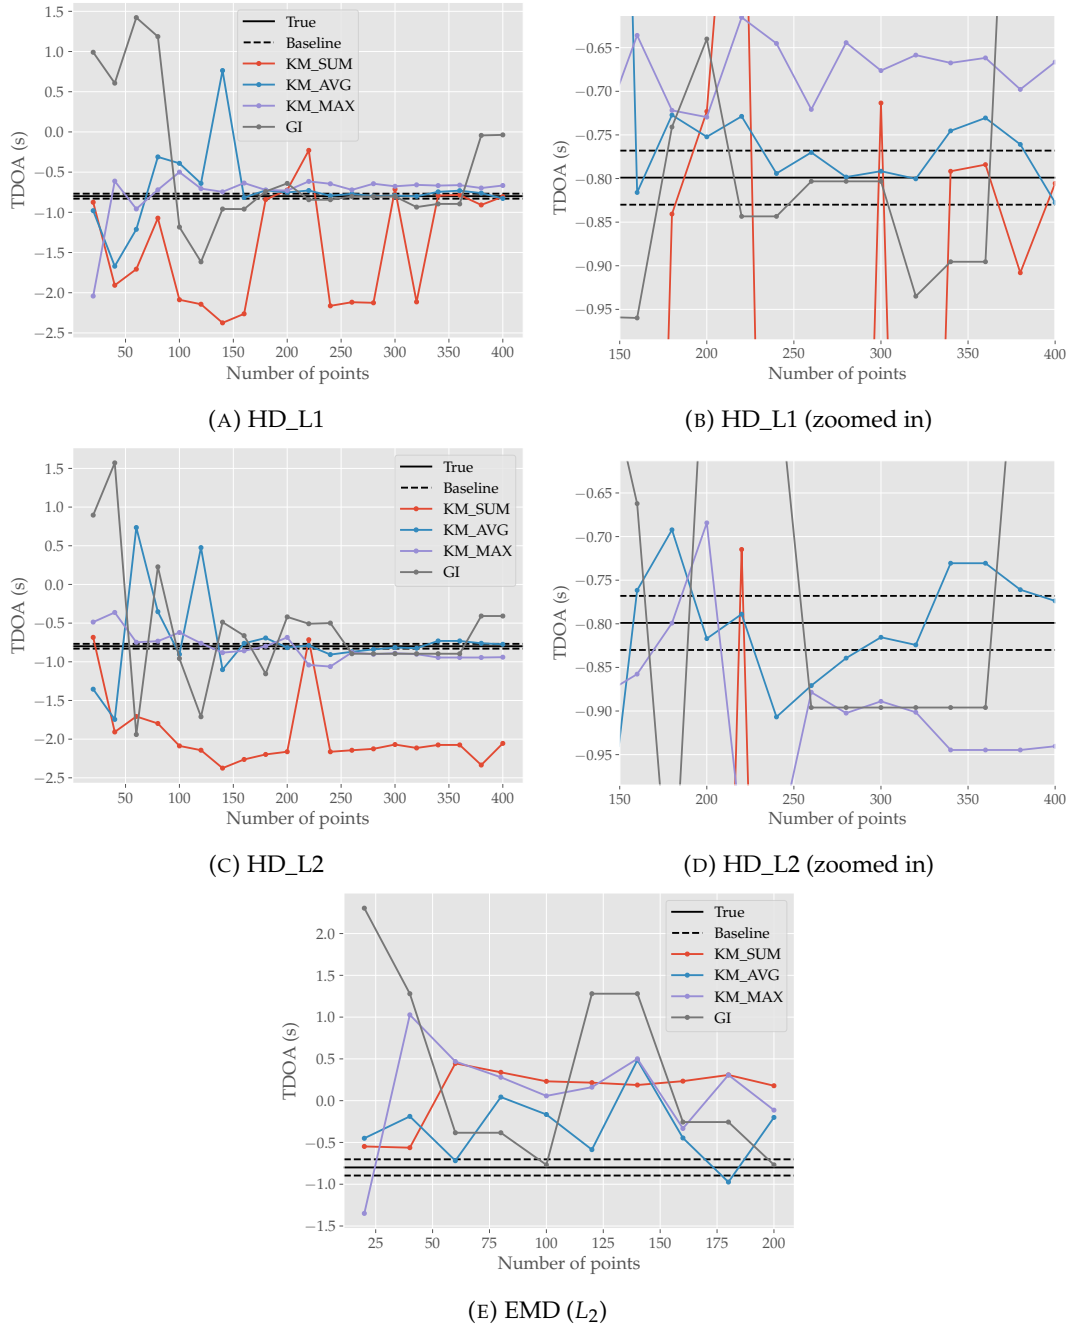 1.5
1.0
0.5
0.0
−0.5
−1.0
−1.5
−2.0
−2.5
TDOA (s)
True
Baseline
KM_SUM
KM_AVG
KM_MAX
GI
50 100 150 200 250 300 350 400
Number of points
(A) HD_L1
−0.65
−0.70
−0.75
−0.80
−0.85
−0.90
−0.95
TDOA (s)
150 200 250 300 350 400
Number of points
(B) HD_L1 (zoomed in)
1.5
1.0
0.5
0.0
−0.5
−1.0
−1.5
−2.0
−2.5
TDOA (s)
True
Baseline
KM_SUM
KM_AVG
KM_MAX
GI
50 100 150 200 250 300 350 400
Number of points
(C) HD_L2
−0.65
−0.70
−0.75
−0.80
−0.85
−0.90
−0.95
TDOA (s)
150 200 250 300 350 400
Number of points
(D) HD_L2 (zoomed in)
2.0
1.5
1.0
0.5
0.0
−0.5
−1.0
−1.5
TDOA (s)
True
Baseline
KM_SUM
KM_AVG
KM_MAX
GI
25 50 75 100 125 150 175 200
Number of points
(E) EMD (L2)